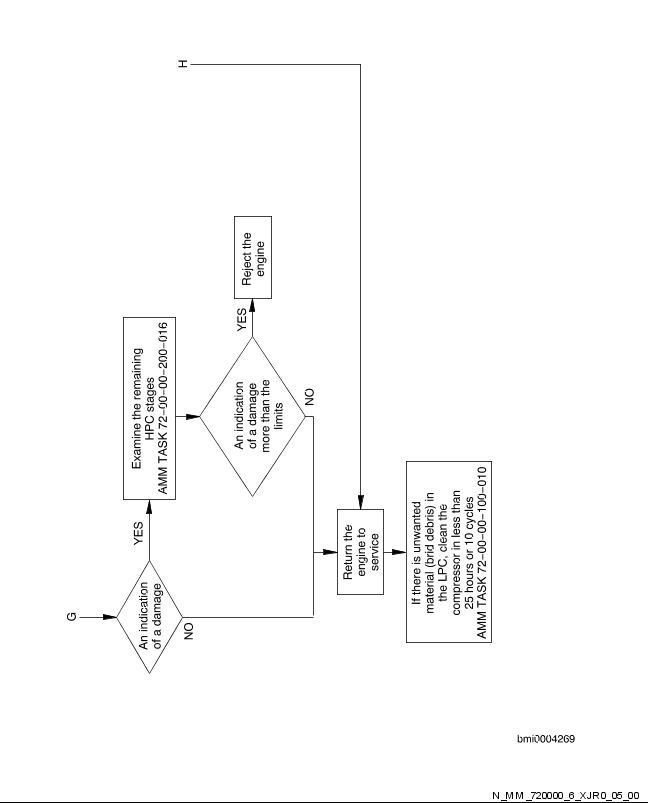 G
An indication
of a damage
YES
NO
Examine the remaining
HPC stages
AMM TASK 72-00-00-200-016
An indication
of a damage
more than the
limits
YES
NO
Reject the
engine
H
Return the
engine to
service
If there is unwanted
material (brid debris) in
the LPC, clean the
compressor in less than
25 hours or 10 cycles
AMM TASK 72-00-00-100-010
bmi0004269
N_MM_720000_6_XJR0_05_00